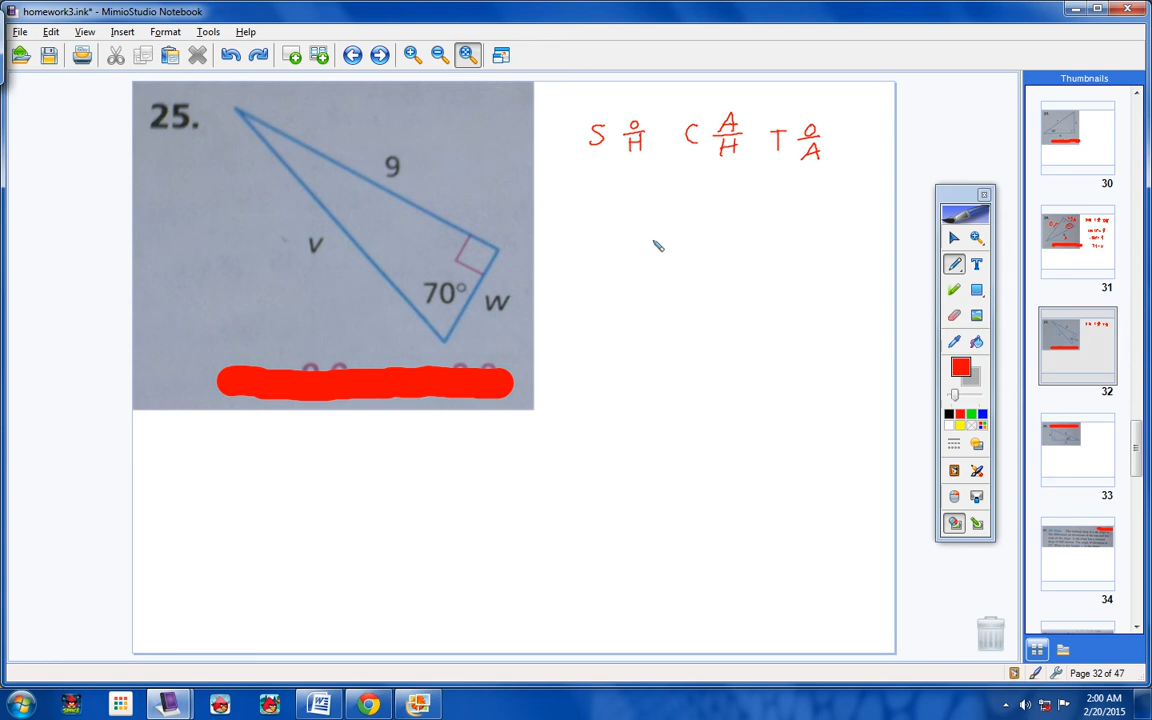 homework3.ink* - MimioStudio Notebook
File Edit View Insert Format Tools Help
Thumbnails
25.
9
v
70°
w
S O/H C A/H T O/A
30
31
32
33
34
Page 32 of 47
2:00 AM
2/20/2015